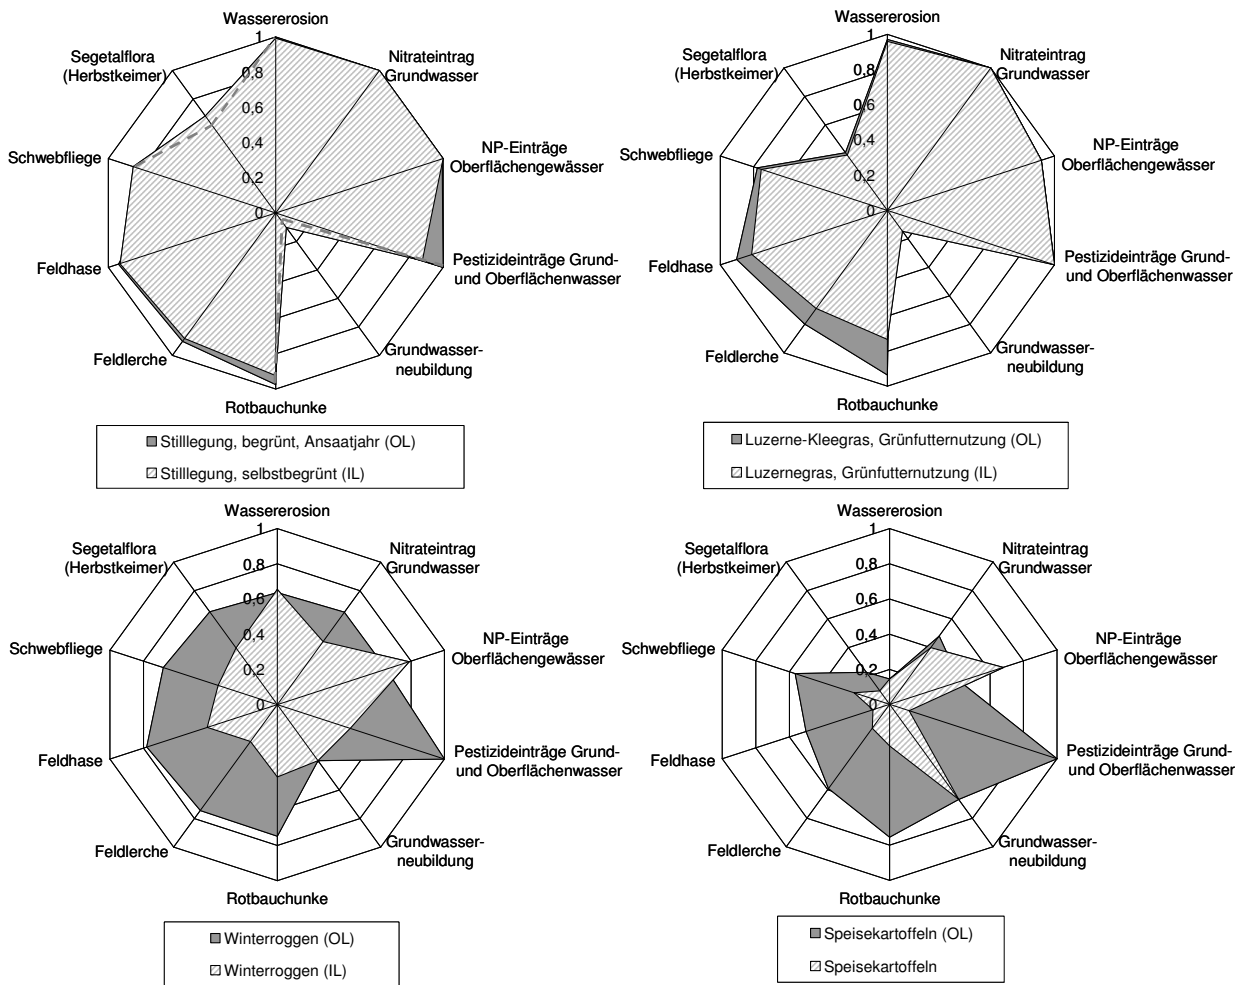 Wassererosion
1
Nitrateintrag
Grundwasser
NP-Einträge
Oberflächengewässer
Pestizideinträge Grund-
und Oberflächenwasser
Grundwasser-
neubildung
Rotbauchunke
Feldlerche
Feldhase
Schwebfliege
Segetalflora
(Herbstkeimer)
0,8
0,6
0,4
0,2
0
Stilllegung, begrünt, Ansaatjahr (OL)
Stilllegung, selbstbegrünt (IL)
Wassererosion
1
Nitrateintrag
Grundwasser
NP-Einträge
Oberflächengewässer
Pestizideinträge Grund-
und Oberflächenwasser
Grundwasser-
neubildung
Rotbauchunke
Feldlerche
Feldhase
Schwebfliege
Segetalflora
(Herbstkeimer)
0,8
0,6
0,4
0,2
0
Luzerne-Kleegras, Grünfutternutzung (OL)
Luzernegras, Grünfutternutzung (IL)
Wassererosion
1
Nitrateintrag
Grundwasser
NP-Einträge
Oberflächengewässer
Pestizideinträge Grund-
und Oberflächenwasser
Grundwasser-
neubildung
Rotbauchunke
Feldlerche
Feldhase
Schwebfliege
Segetalflora
(Herbstkeimer)
0,8
0,6
0,4
0,2
0
Winterroggen (OL)
Winterroggen (IL)
Wassererosion
1
Nitrateintrag
Grundwasser
NP-Einträge
Oberflächengewässer
Pestizideinträge Grund-
und Oberflächenwasser
Grundwasser-
neubildung
Rotbauchunke
Feldlerche
Feldhase
Schwebfliege
Segetalflora
(Herbstkeimer)
0,8
0,6
0,4
0,2
0
Speisekartoffeln (OL)
Speisekartoffeln